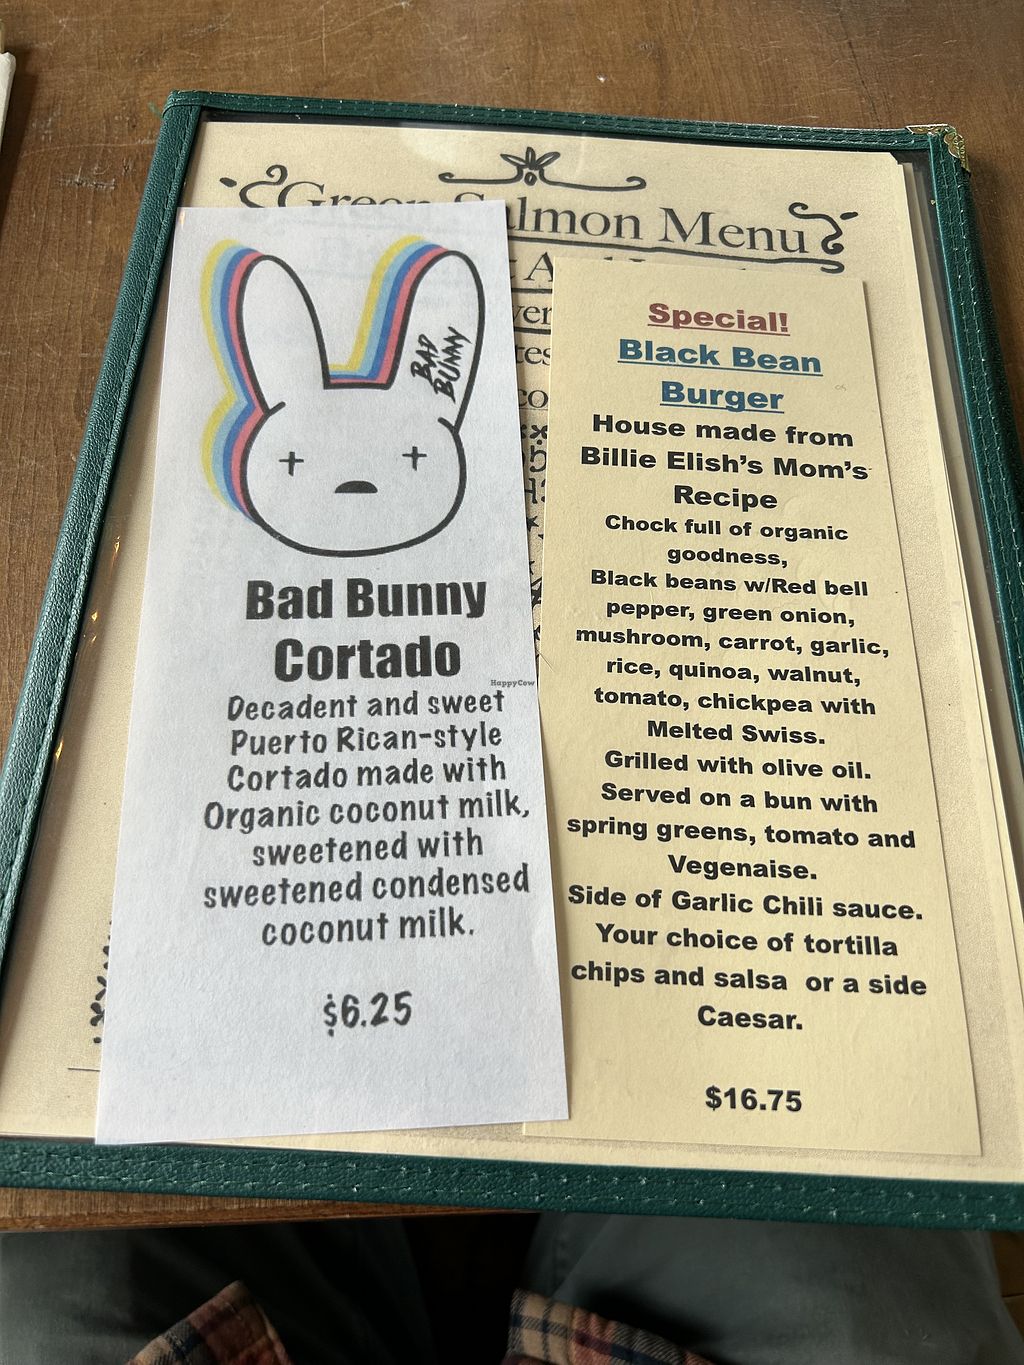 Green Salmon Menu
BAD
BUNNY
Bad Bunny
Cortado
HappyCow
Decadent and sweet
Puerto Rican-style
Cortado made with
Organic coconut milk,
sweetened with
sweetened condensed
coconut milk.
$6.25
Special!
Black Bean
Burger
House made from
Billie Elish's Mom's
Recipe
Chock full of organic
goodness,
Black beans w/Red bell
pepper, green onion,
mushroom, carrot, garlic,
rice, quinoa, walnut,
tomato, chickpea with
Melted Swiss.
Grilled with olive oil.
Served on a bun with
spring greens, tomato and
Vegenaise.
Side of Garlic Chili sauce.
Your choice of tortilla
chips and salsa or a side
Caesar.
$16.75